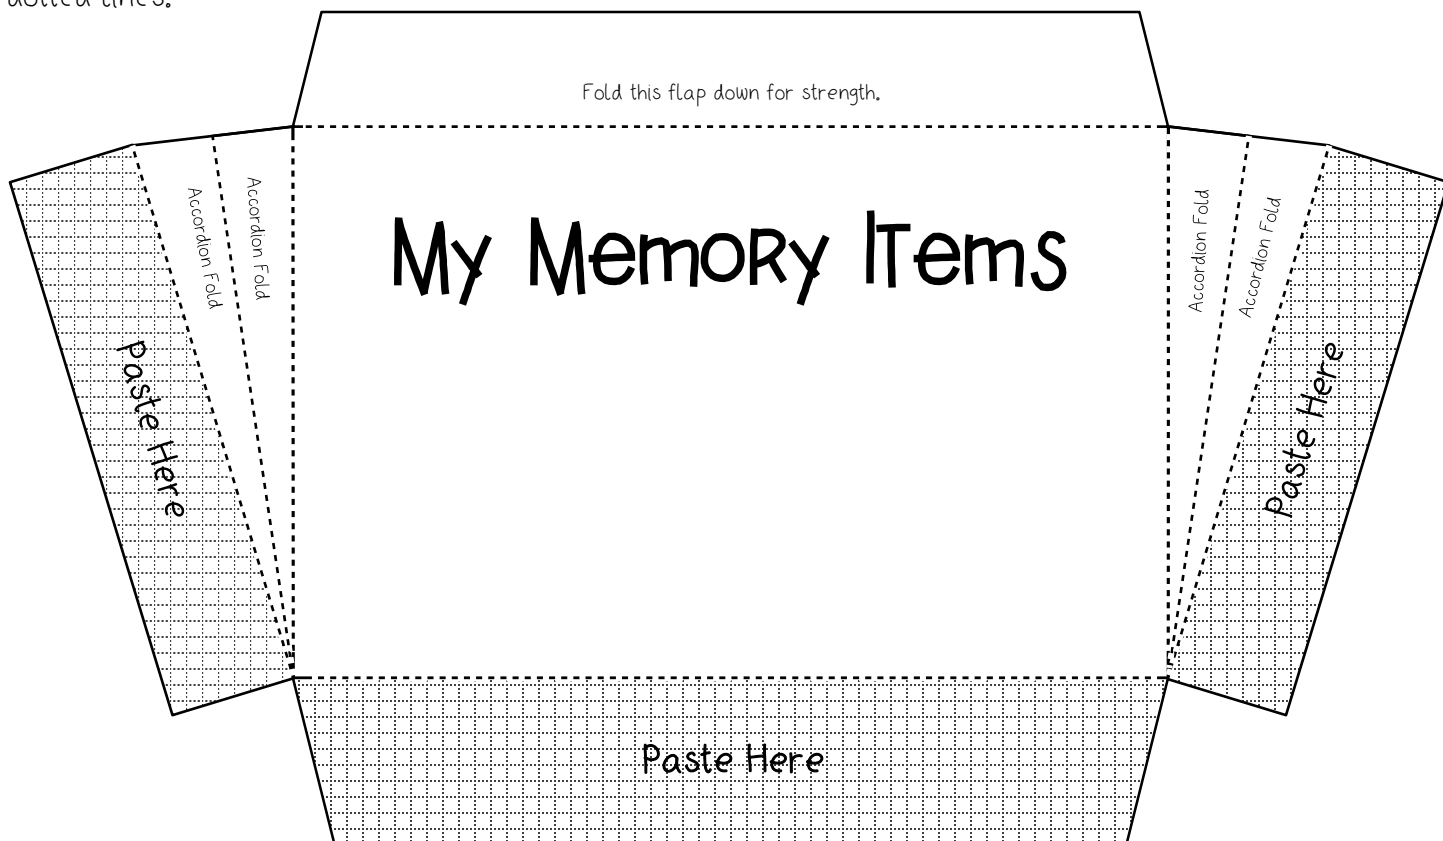 dotted lines.
Fold this flap down for strength.
My Memory Items
Accordion Fold
Accordion Fold
Accordion Fold
Accordion Fold
Paste Here
Paste Here
Paste Here